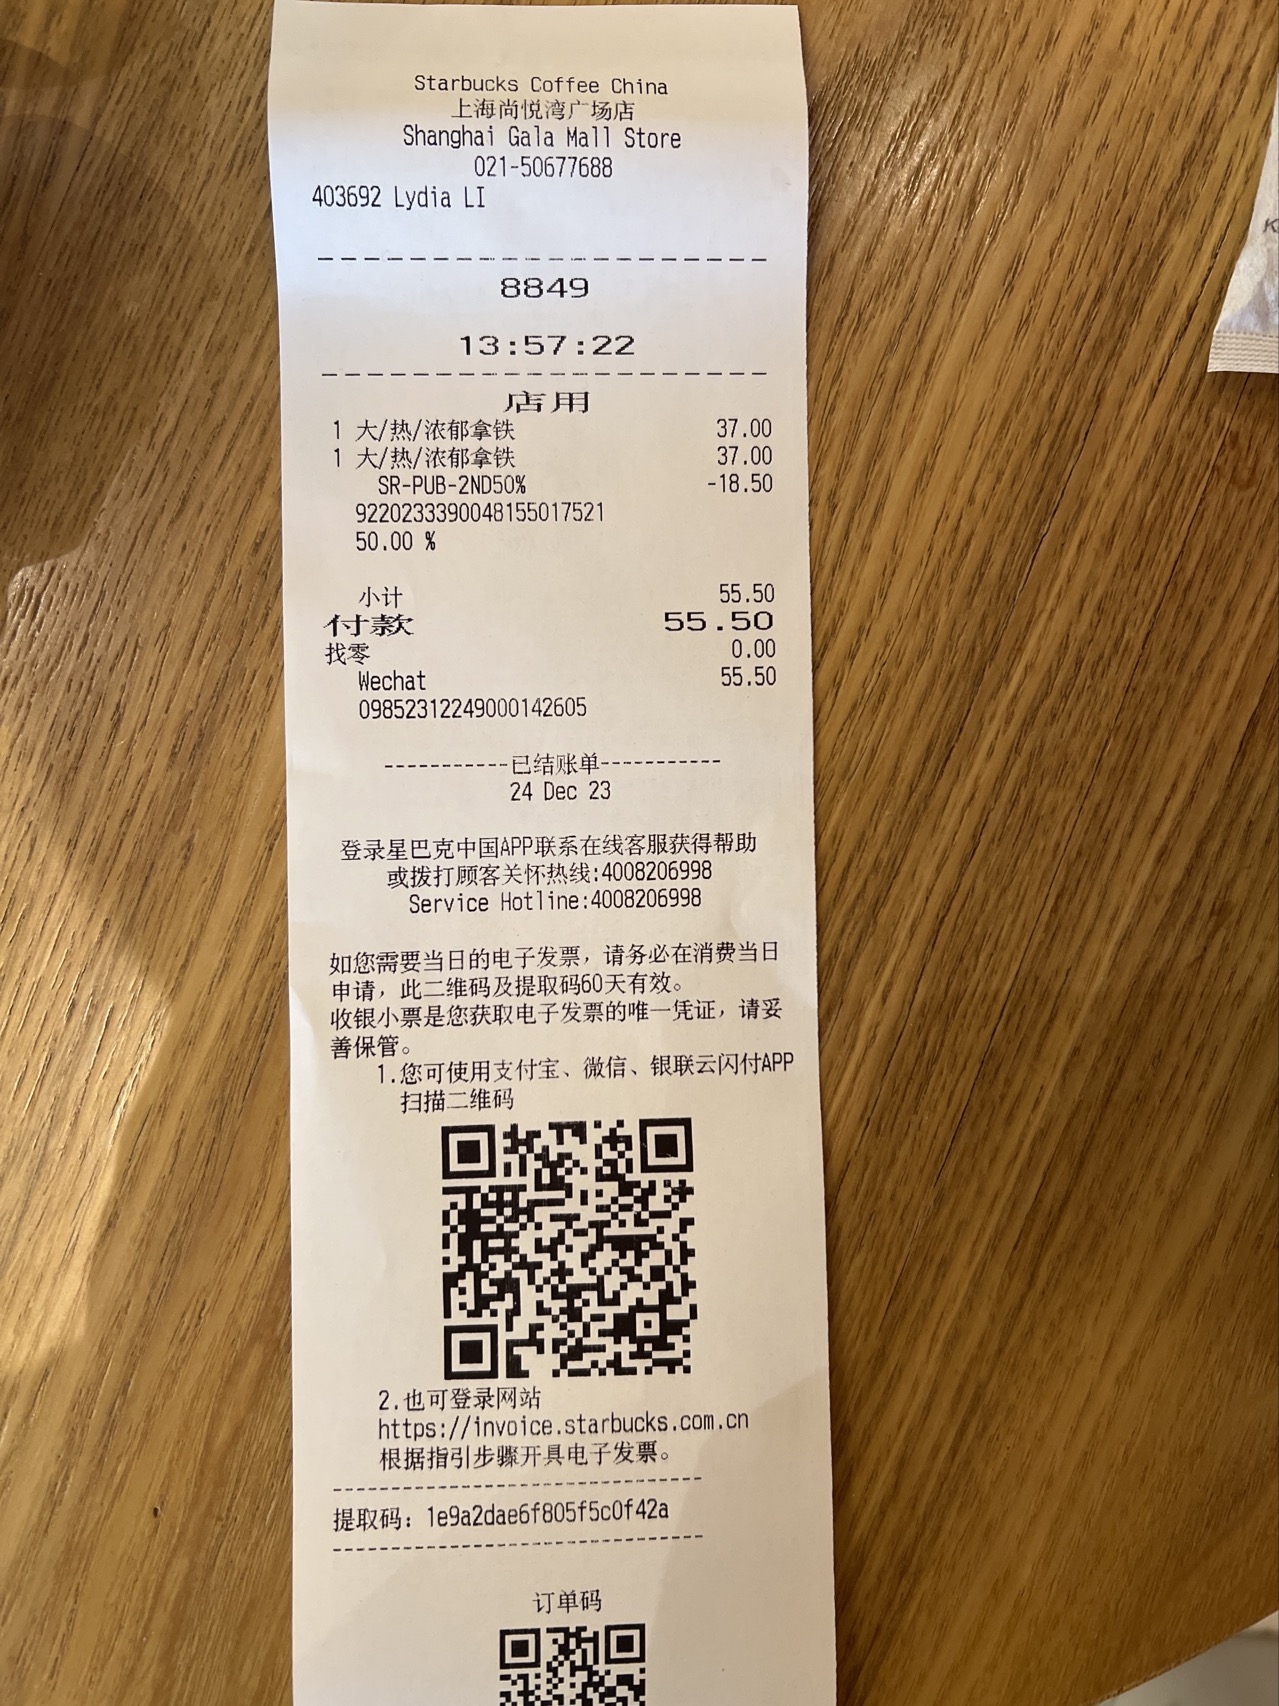 Starbucks Coffee China
上海尚悦湾广场店
Shanghai Gala Mall Store
021-50677688
403692 Lydia LI
8849
13:57:22
店用
1 大/热/浓郁拿铁 37.00
1 大/热/浓郁拿铁 37.00
SR-PUB-2ND50% -18.50
9220233390048155017521
50.00 %
小计 55.50
付款 55.50
找零 0.00
Wechat 55.50
09852312249000142605
-----------已结账单-----------
24 Dec 23
登录星巴克中国APP联系在线客服获得帮助
或拨打顾客关怀热线:4008206998
Service Hotline:4008206998
如您需要当日的电子发票，请务必在消费当日
申请，此二维码及提取码60天有效。
收银小票是您获取电子发票的唯一凭证，请妥
善保管。
1.您可使用支付宝、微信、银联云闪付APP
扫描二维码
2.也可登录网站
https://invoice.starbucks.com.cn
根据指引步骤开具电子发票。
提取码：1e9a2dae6f805f5c0f42a
订单码